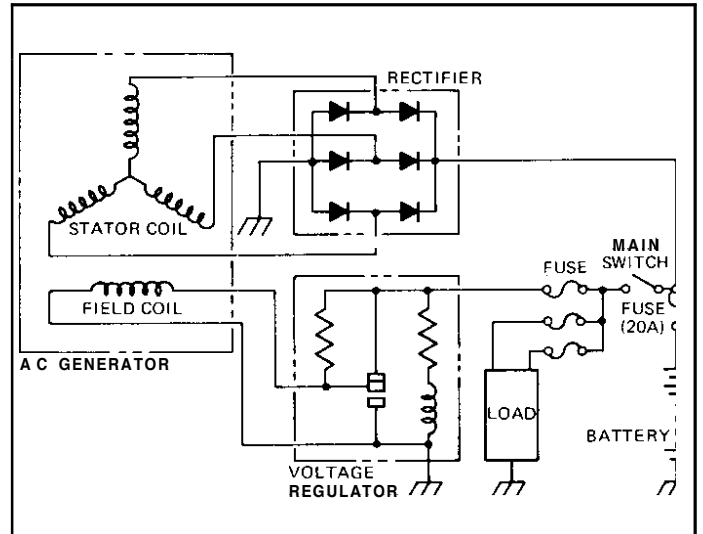 RECTIFIER
STATOR COIL
MAIN
SWITCH
FUSE
FIELD COIL
FUSE
(20A)
A C GENERATOR
LOAD
BATTERY
VOLTAGE
REGULATOR